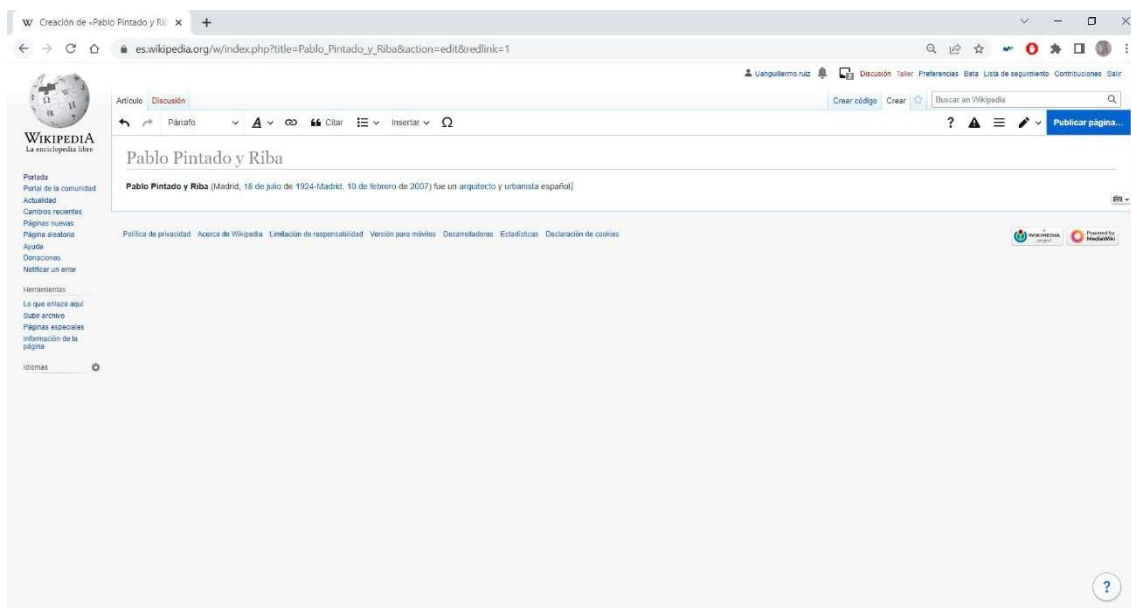 W Creación de «Pablo Pintado y Rib
es.wikipedia.org/w/index.php?title=Pablo_Pintado_y_Riba&action=edit&redlink=1
Discusión Taller Preferencias Beta Lista de seguimiento Contribuciones Salir
WIKIPEDIA
La enciclopedia libre
Artículo Discusión
Crear código Crear Buscar en Wikipedia
Párrafo A Citar Insertar Ω ? Publicar página...
Pablo Pintado y Riba
Pablo Pintado y Riba (Madrid, 18 de julio de 1924-Madrid, 10 de febrero de 2007) fue un arquitecto y urbanista español.
Portada
Portal de la comunidad
Actualidad
Cambios recientes
Páginas nuevas
Página aleatoria
Ayuda
Donaciones
Notificar un error
Herramientas
Lo que enlaza aquí
Subir archivo
Páginas especiales
Información de la
página
Idiomas
Política de privacidad Acerca de Wikipedia Limitación de responsabilidad Versión para móviles Desarrolladores Estadísticas Declaración de cookies
A WIKIMEDIA project
Powered by MediaWiki
?